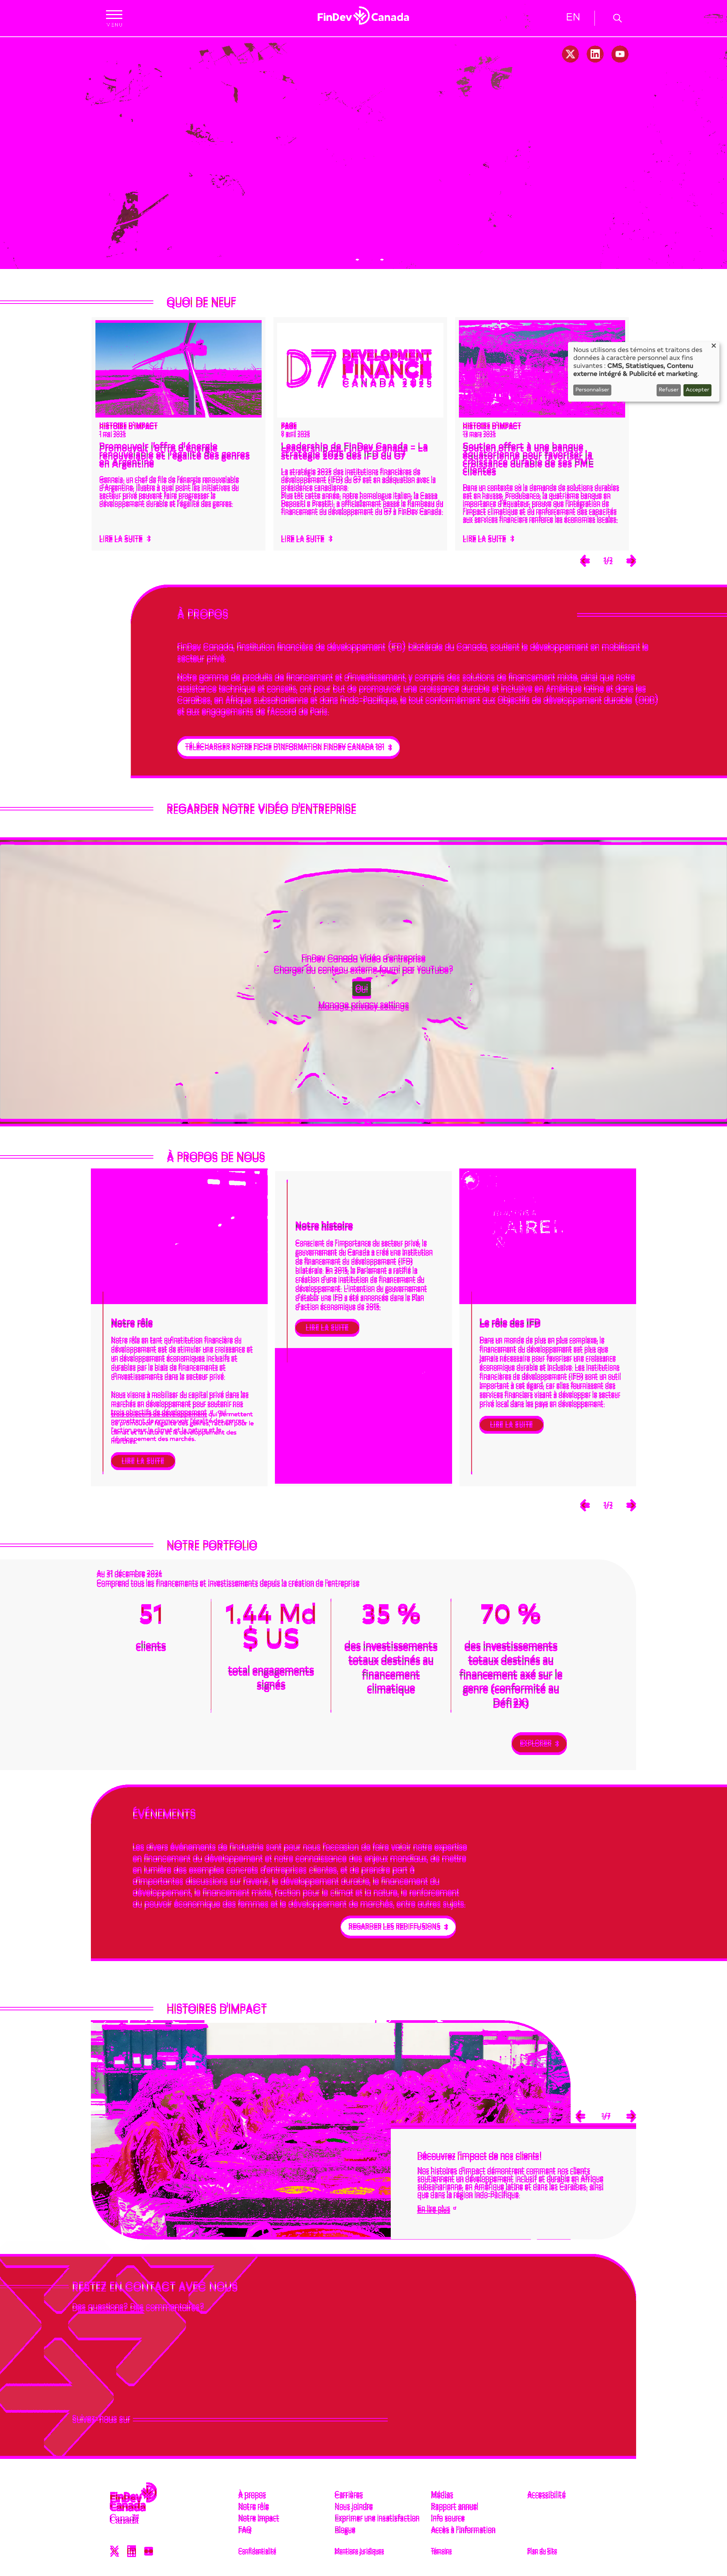 MENU
FinDev Canada
EN
QUOI DE NEUF
HISTOIRE D'IMPACT
1 mai 2025
Promouvoir l'offre d'énergie
renouvelable et l'égalité des genres
en Argentine
Genneia, un chef de file de l'énergie renouvelable
d'Argentine, illustre à quel point les initiatives du
secteur privé peuvent faire progresser le
développement durable et l'égalité des genres.
LIRE LA SUITE
D7 DEVELOPMENT
FINANCE
CANADA 2025
PAGE
8 avril 2025
Leadership de FinDev Canada – La
stratégie 2025 des IFD du G7
La stratégie 2025 des institutions financières de
développement (IFD) du G7 est en adéquation avec la
présidence canadienne.
Plus tôt cette année, notre homologue italien, la Cassa
Depositi e Prestiti, a officiellement passé le flambeau du
financement du développement du G7 à FinDev Canada.
LIRE LA SUITE
HISTOIRE D'IMPACT
13 mars 2025
Soutien offert à une banque
équatorienne pour favoriser la
croissance durable de ses PME
clientes
Dans un contexte où la demande de solutions durables
est en hausse, Produbanco, la quatrième banque en
importance d'Équateur, prouve que l'intégration de
l'impact climatique et du renforcement des capacités
aux services financiers renforce les économies locales.
LIRE LA SUITE
Nous utilisons des témoins et traitons des
données à caractère personnel aux fins
suivantes : CMS, Statistiques, Contenu
externe intégré & Publicité et marketing.
Personnaliser
Refuser
Accepter
À PROPOS
FinDev Canada, l'institution financière de développement (IFD) bilatérale du Canada, soutient le développement en mobilisant le
secteur privé.
Notre gamme de produits de financement et d'investissement, y compris des solutions de financement mixte, ainsi que notre
assistance technique et conseils, ont pour but de promouvoir une croissance durable et inclusive en Amérique latine et dans les
Caraïbes, en Afrique subsaharienne et dans l'Indo-Pacifique, le tout conformément aux Objectifs de développement durable (ODD)
et aux engagements de l'Accord de Paris.
TÉLÉCHARGER NOTRE FICHE D'INFORMATION FINDEV CANADA 101
REGARDER NOTRE VIDÉO D'ENTREPRISE
FinDev Canada Vidéo d'entreprise
Charger du contenu externe fourni par YouTube?
Oui
Manage privacy settings
À PROPOS DE NOUS
Notre rôle
Notre rôle en tant qu'institution financière du
développement est de stimuler une croissance et
un développement économiques inclusifs et
durables par le biais de financements et
d'investissements dans le secteur privé.
Nous visons à mobiliser du capital privé dans les
marchés en développement pour soutenir nos
trois objectifs de développement
LIRE LA SUITE
Notre histoire
Conscient de l'importance du secteur privé, le
gouvernement du Canada a créé une institution
de financement du développement (IFD)
bilatérale. En 2015, le Parlement a ratifié la
création d'une institution de financement du
développement. L'intention du gouvernement
d'établir une IFD a été annoncée dans le Plan
d'action économique de 2015.
LIRE LA SUITE
Le rôle des IFD
Dans un monde de plus en plus complexe, le
financement du développement est plus que
jamais nécessaire pour favoriser une croissance
économique durable et inclusive. Les institutions
financières de développement (IFD) sont un outil
important à cet égard, car elles fournissent des
services financiers visant à développer le secteur
privé local dans les pays en développement.
LIRE LA SUITE
NOTRE PORTFOLIO
Au 31 décembre 2024
Comprend tous les financements et investissements depuis la création de l'entreprise
51
clients
1.44 Md
$ US
total engagements
signés
35 %
des investissements
totaux destinés au
financement
climatique
70 %
des investissements
totaux destinés au
financement axé sur le
genre (conformité au
Défi 2X)
ÉVÉNEMENTS
Les divers événements de l'industrie sont pour nous l'occasion de faire valoir notre expertise
en financement du développement et notre connaissance des enjeux mondiaux, de mettre
en lumière des exemples concrets d'entreprises clientes, et de prendre part à
d'importantes discussions sur l'avenir, le développement durable, le financement du
développement, le financement mixte, l'action pour le climat et la nature, le renforcement
du pouvoir économique des femmes et le développement de marchés, entre autres sujets.
REGARDER LES REDIFFUSIONS
HISTOIRES D'IMPACT
Découvrez l'impact de nos clients!
Nos histoires d'impact démontrent comment nos clients
soutiennent un développement inclusif et durable en Afrique
subsaharienne, en Amérique latine et dans les Caraïbes, ainsi
que dans la région Indo-Pacifique.
En lire plus
RESTEZ EN CONTACT AVEC NOUS
Des questions? Des commentaires?
Suivez-nous sur
FinDev
Canada
Canada
À propos
Notre rôle
Notre impact
FAQ
Carrières
Nous joindre
Exprimer une insatisfaction
Blogue
Médias
Rapport annuel
Info source
Accès à l'information
Accessibilité
Confidentialité
Mentions juridiques
Témoins
Plan du Site